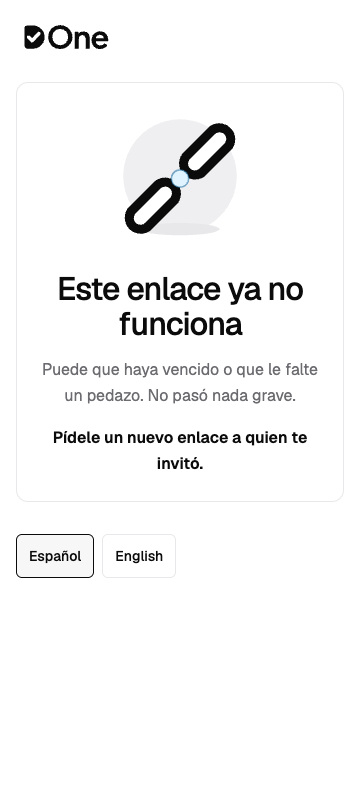 One
Este enlace ya no
funciona
Puede que haya vencido o que le falte
un pedazo. No pasó nada grave.
Pídele un nuevo enlace a quien te
invitó.
Español
English